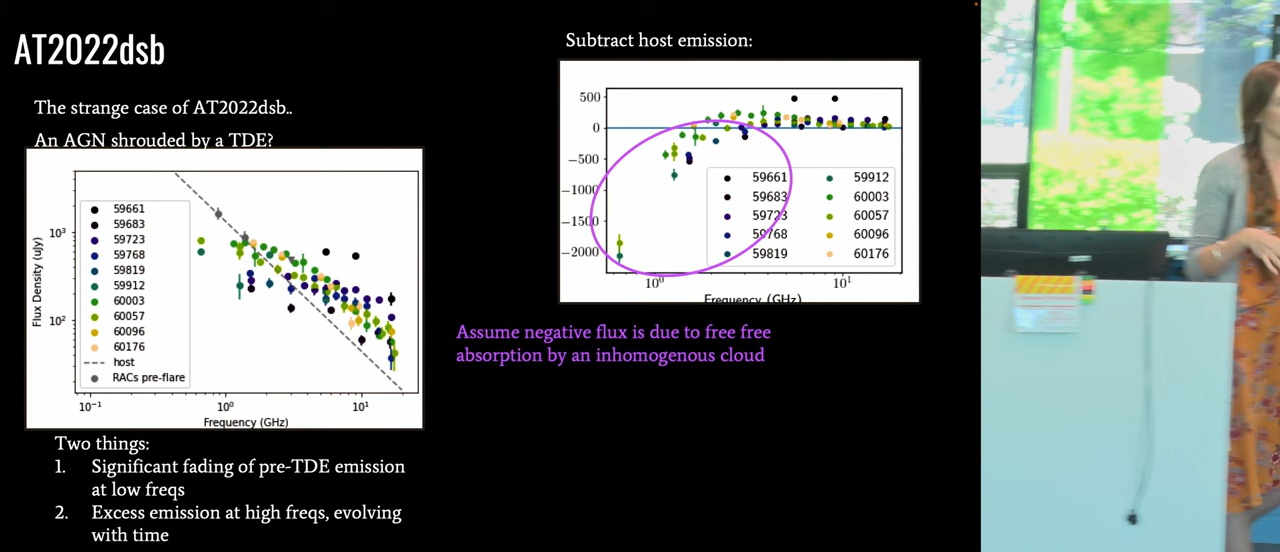 AT2022dsb
The strange case of AT2022dsb..
An AGN shrouded by a TDE?
Flux Density (uJy)
10³
10²
59661
59683
59723
59768
59819
59912
60003
60057
60096
60176
host
RACs pre-flare
10⁻¹
10⁰
10¹
Frequency (GHz)
Two things:
1. Significant fading of pre-TDE emission
at low freqs
2. Excess emission at high freqs, evolving
with time
Subtract host emission:
500
0
−500
−1000
−1500
−2000
59661
59683
59723
59768
59819
59912
60003
60057
60096
60176
10⁰
10¹
Frequency (GHz)
Assume negative flux is due to free free
absorption by an inhomogenous cloud